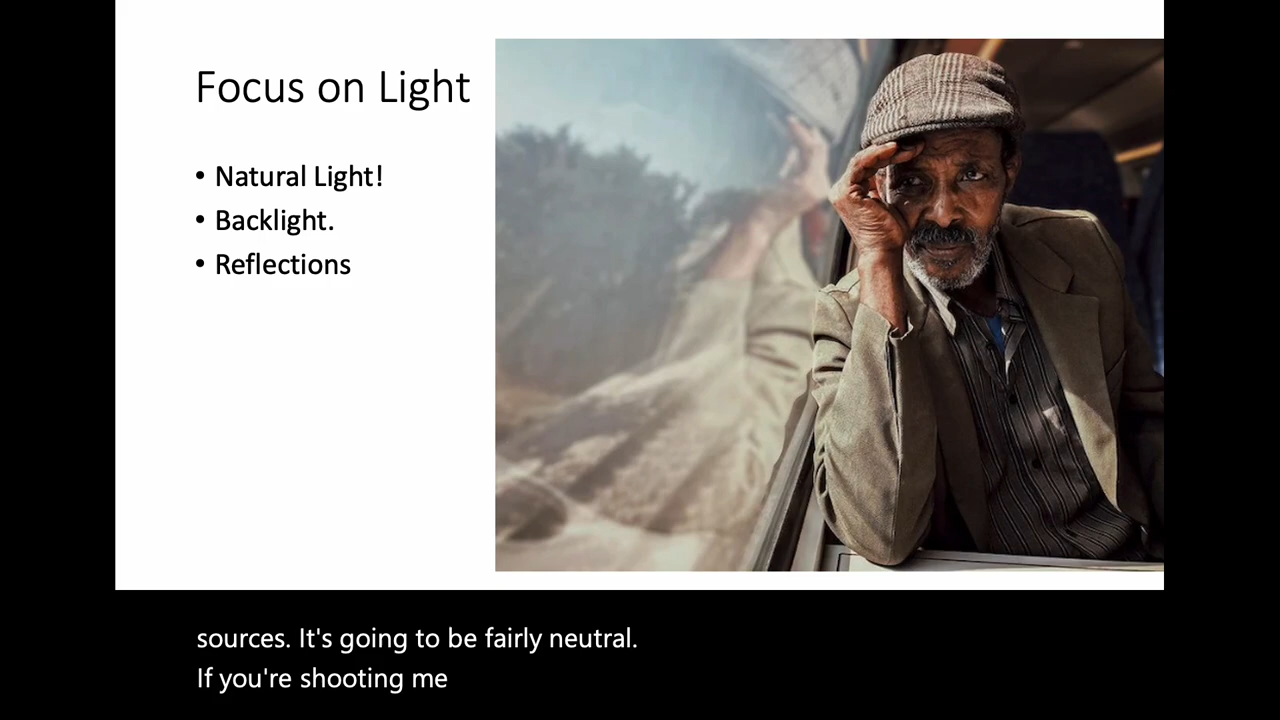 Focus on Light
• Natural Light!
• Backlight.
• Reflections
sources. It's going to be fairly neutral.
If you're shooting me